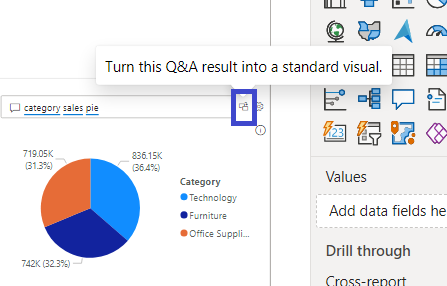 Turn this Q&A result into a standard visual.
category sales pie
719.05K
(31.3%)
836.15K
(36.4%)
742K (32.3%)
Category
Technology
Furniture
Office Suppli...
123
Values
Add data fields he
Drill through
Cross-report